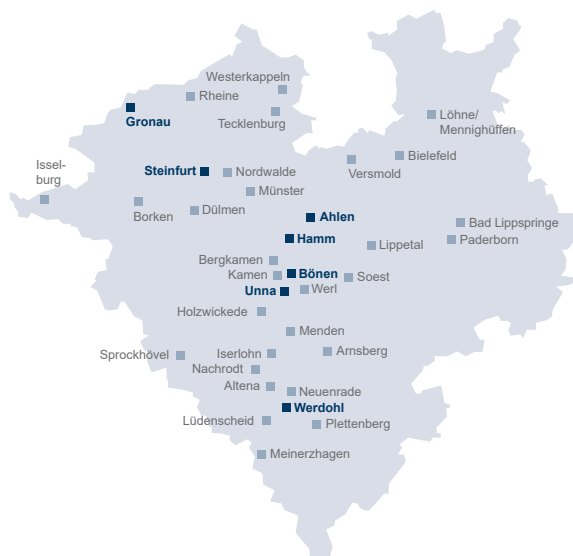 Westerkappeln
Rheine
Gronau
Tecklenburg
Löhne/
Mennighüffen
Steinfurt
Nordwalde
Versmold
Bielefeld
Issel-
burg
Münster
Borken
Dülmen
Ahlen
Bad Lippspringe
Hamm
Lippetal
Paderborn
Bergkamen
Kamen
Bönen
Soest
Unna
Werl
Holzwickede
Menden
Sprockhövel
Iserlohn
Arnsberg
Nachrodt
Altena
Neuenrade
Werdohl
Lüdenscheid
Plettenberg
Meinerzhagen